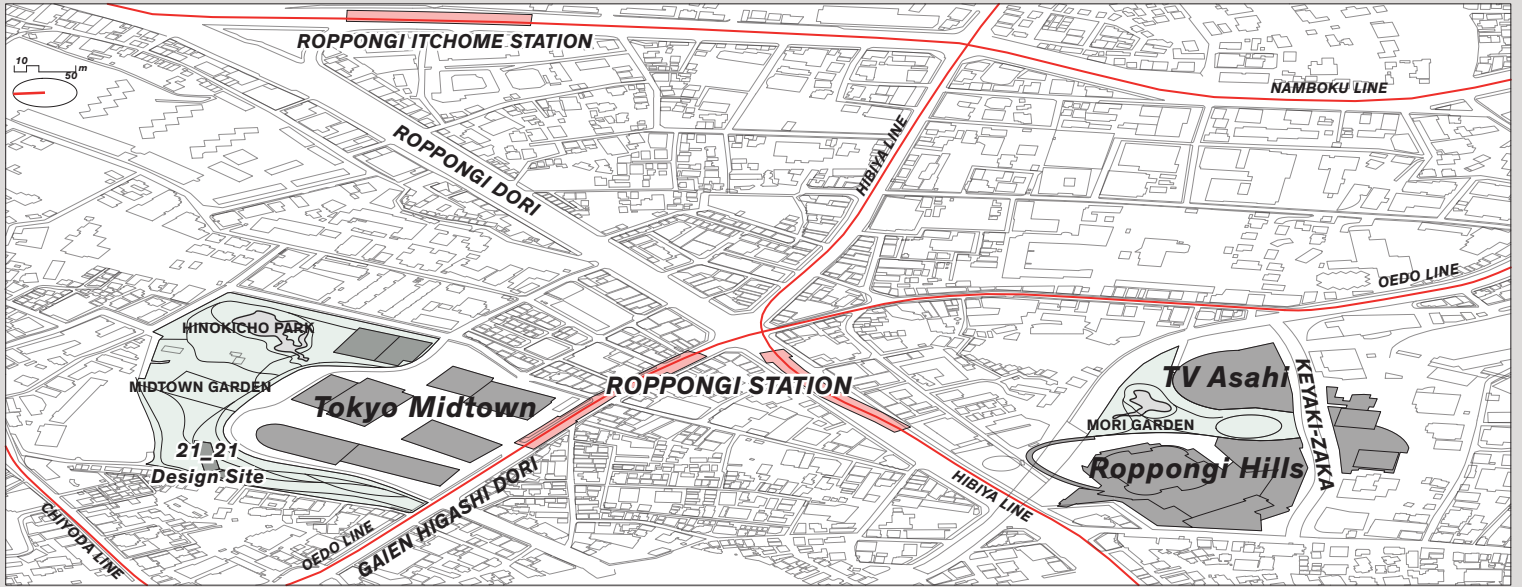 ROPPONGI ITCHOME STATION
10
50 m
NAMBOKU LINE
ROPPONGI DORI
HIBIYA LINE
OEDO LINE
HINOKICHO PARK
MIDTOWN GARDEN
Tokyo Midtown
ROPPONGI STATION
TV Asahi
KEYAKI-ZAKA
MORI GARDEN
21_21
Design Site
Roppongi Hills
HIBIYA LINE
CHIYODA LINE
OEDO LINE
GAIEN HIGASHI DORI